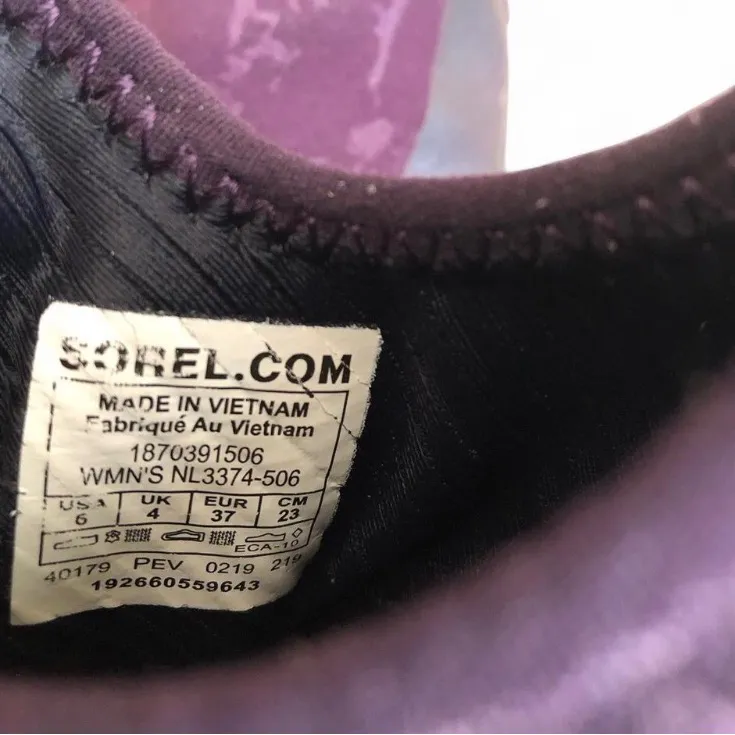 SOREL.COM
MADE IN VIETNAM
Fabriqué Au Vietnam
1870391506
WMN'S NL3374-506
USA UK EUR CM
6 4 37 23
ECA-10
40179 PEV 0219 219
192660559643